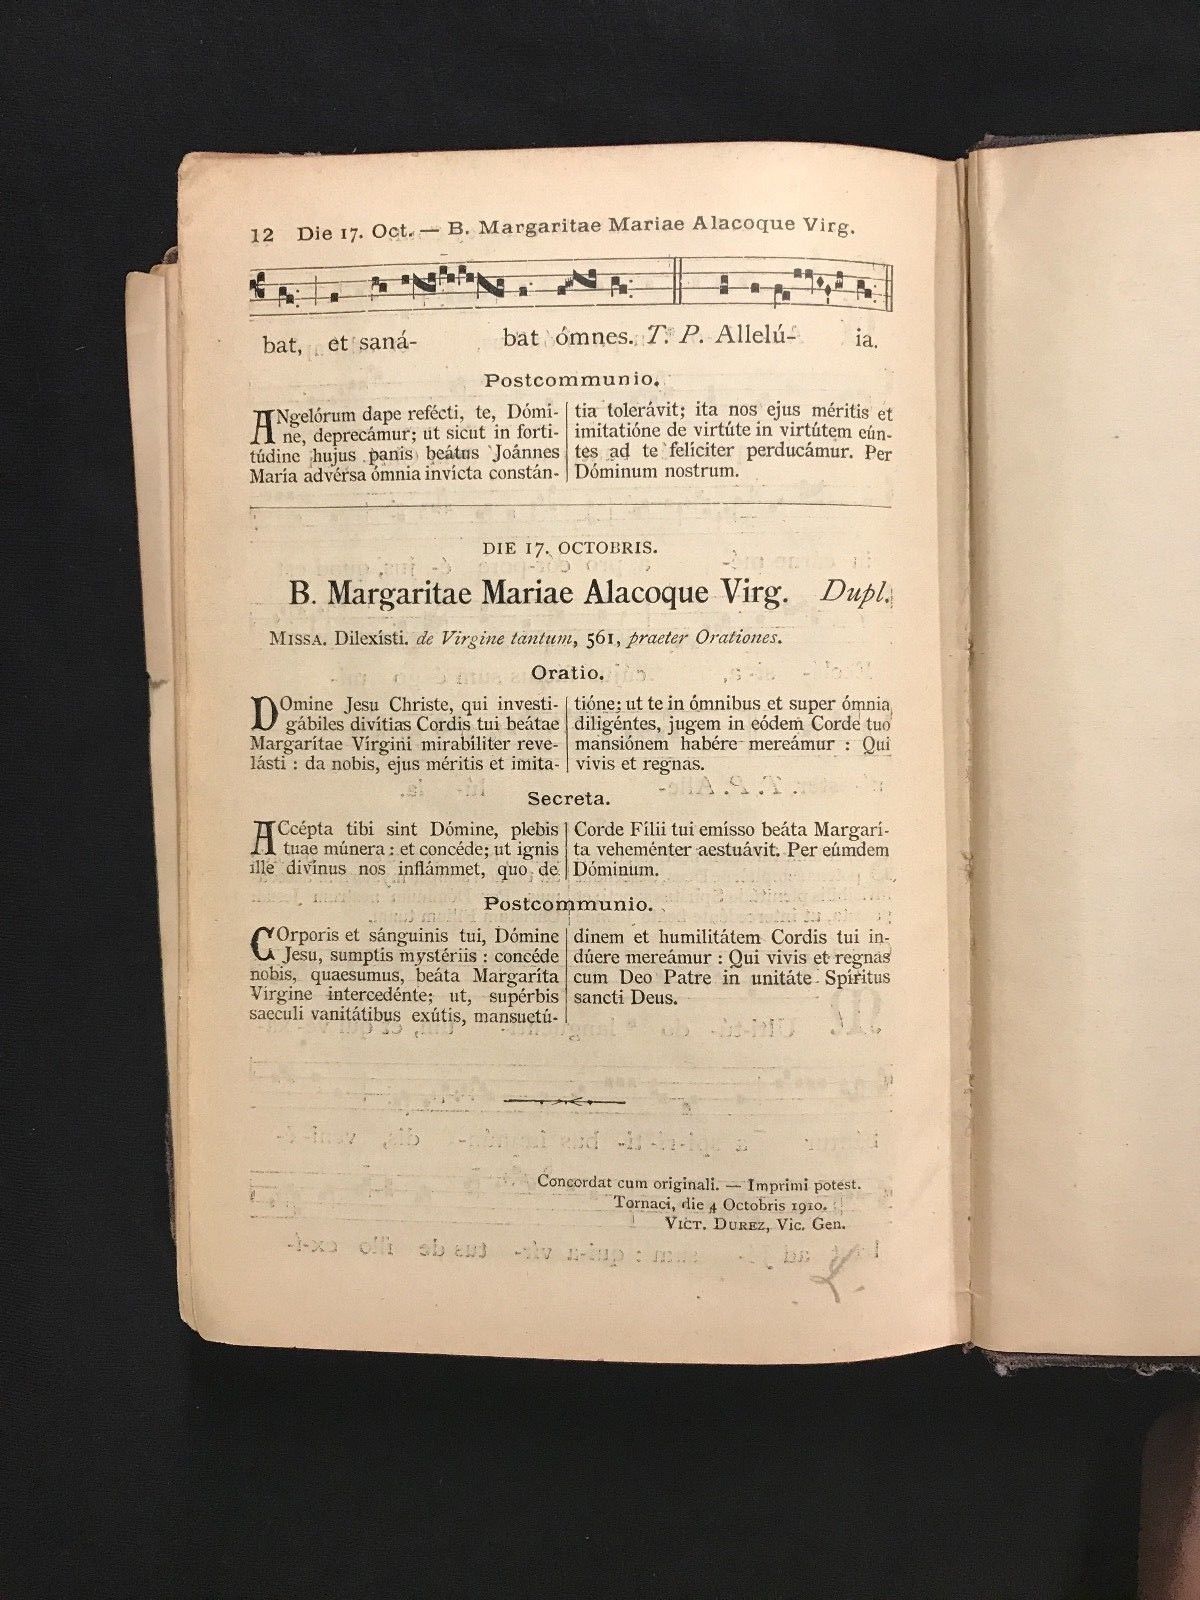 12 Die 17. Oct. — B. Margaritae Mariae Alacoque Virg.
bat, et saná- bat ómnes. T. P. Allelú- ia.
Postcommunio.
ANgelórum dape refécti, te, Dómi-
ne, deprecámur; ut sicut in forti-
túdine hujus panis beátus Joánnes
María advérsa ómnia invícta constán-
tia tolerávit; ita nos ejus méritis et
imitatióne de virtúte in virtútem eún-
tes ad te felíciter perducámur. Per
Dóminum nostrum.
DIE 17. OCTOBRIS.
B. Margaritae Mariae Alacoque Virg. Dupl.
MISSA. Dilexísti. de Virgine tantum, 561, praeter Orationes.
Oratio.
DOmine Jesu Christe, qui investi-
gábiles divítias Cordis tui beátae
Margarítae Vírgini mirabíliter reve-
lásti : da nobis, ejus méritis et imita-
tióne; ut te in ómnibus et super ómnia
diligéntes, jugem in eódem Corde tuo
mansiónem habére mereámur : Qui
vivis et regnas.
Secreta.
ACcépta tibi sint Dómine, plebis
tuae múnera : et concéde; ut ignis
ille divínus nos inflámmet, quo de
Corde Fílii tui emísso beáta Margarí-
ta veheménter aestuávit. Per eúmdem
Dóminum.
Postcommunio.
COrporis et sánguinis tui, Dómine
Jesu, sumptis mystériis : concéde
nobis, quaesumus, beáta Margaríta
Vírgine intercedénte; ut, supérbis
saeculi vanitátibus exútis, mansuetú-
dinem et humilitátem Cordis tui in-
dúere mereámur : Qui vivis et regnas
cum Deo Patre in unitáte Spíritus
sancti Deus.
Concordat cum originali. — Imprimi potest.
Tornaci, die 4 Octobris 1910.
VICT. DUREZ, Vic. Gen.